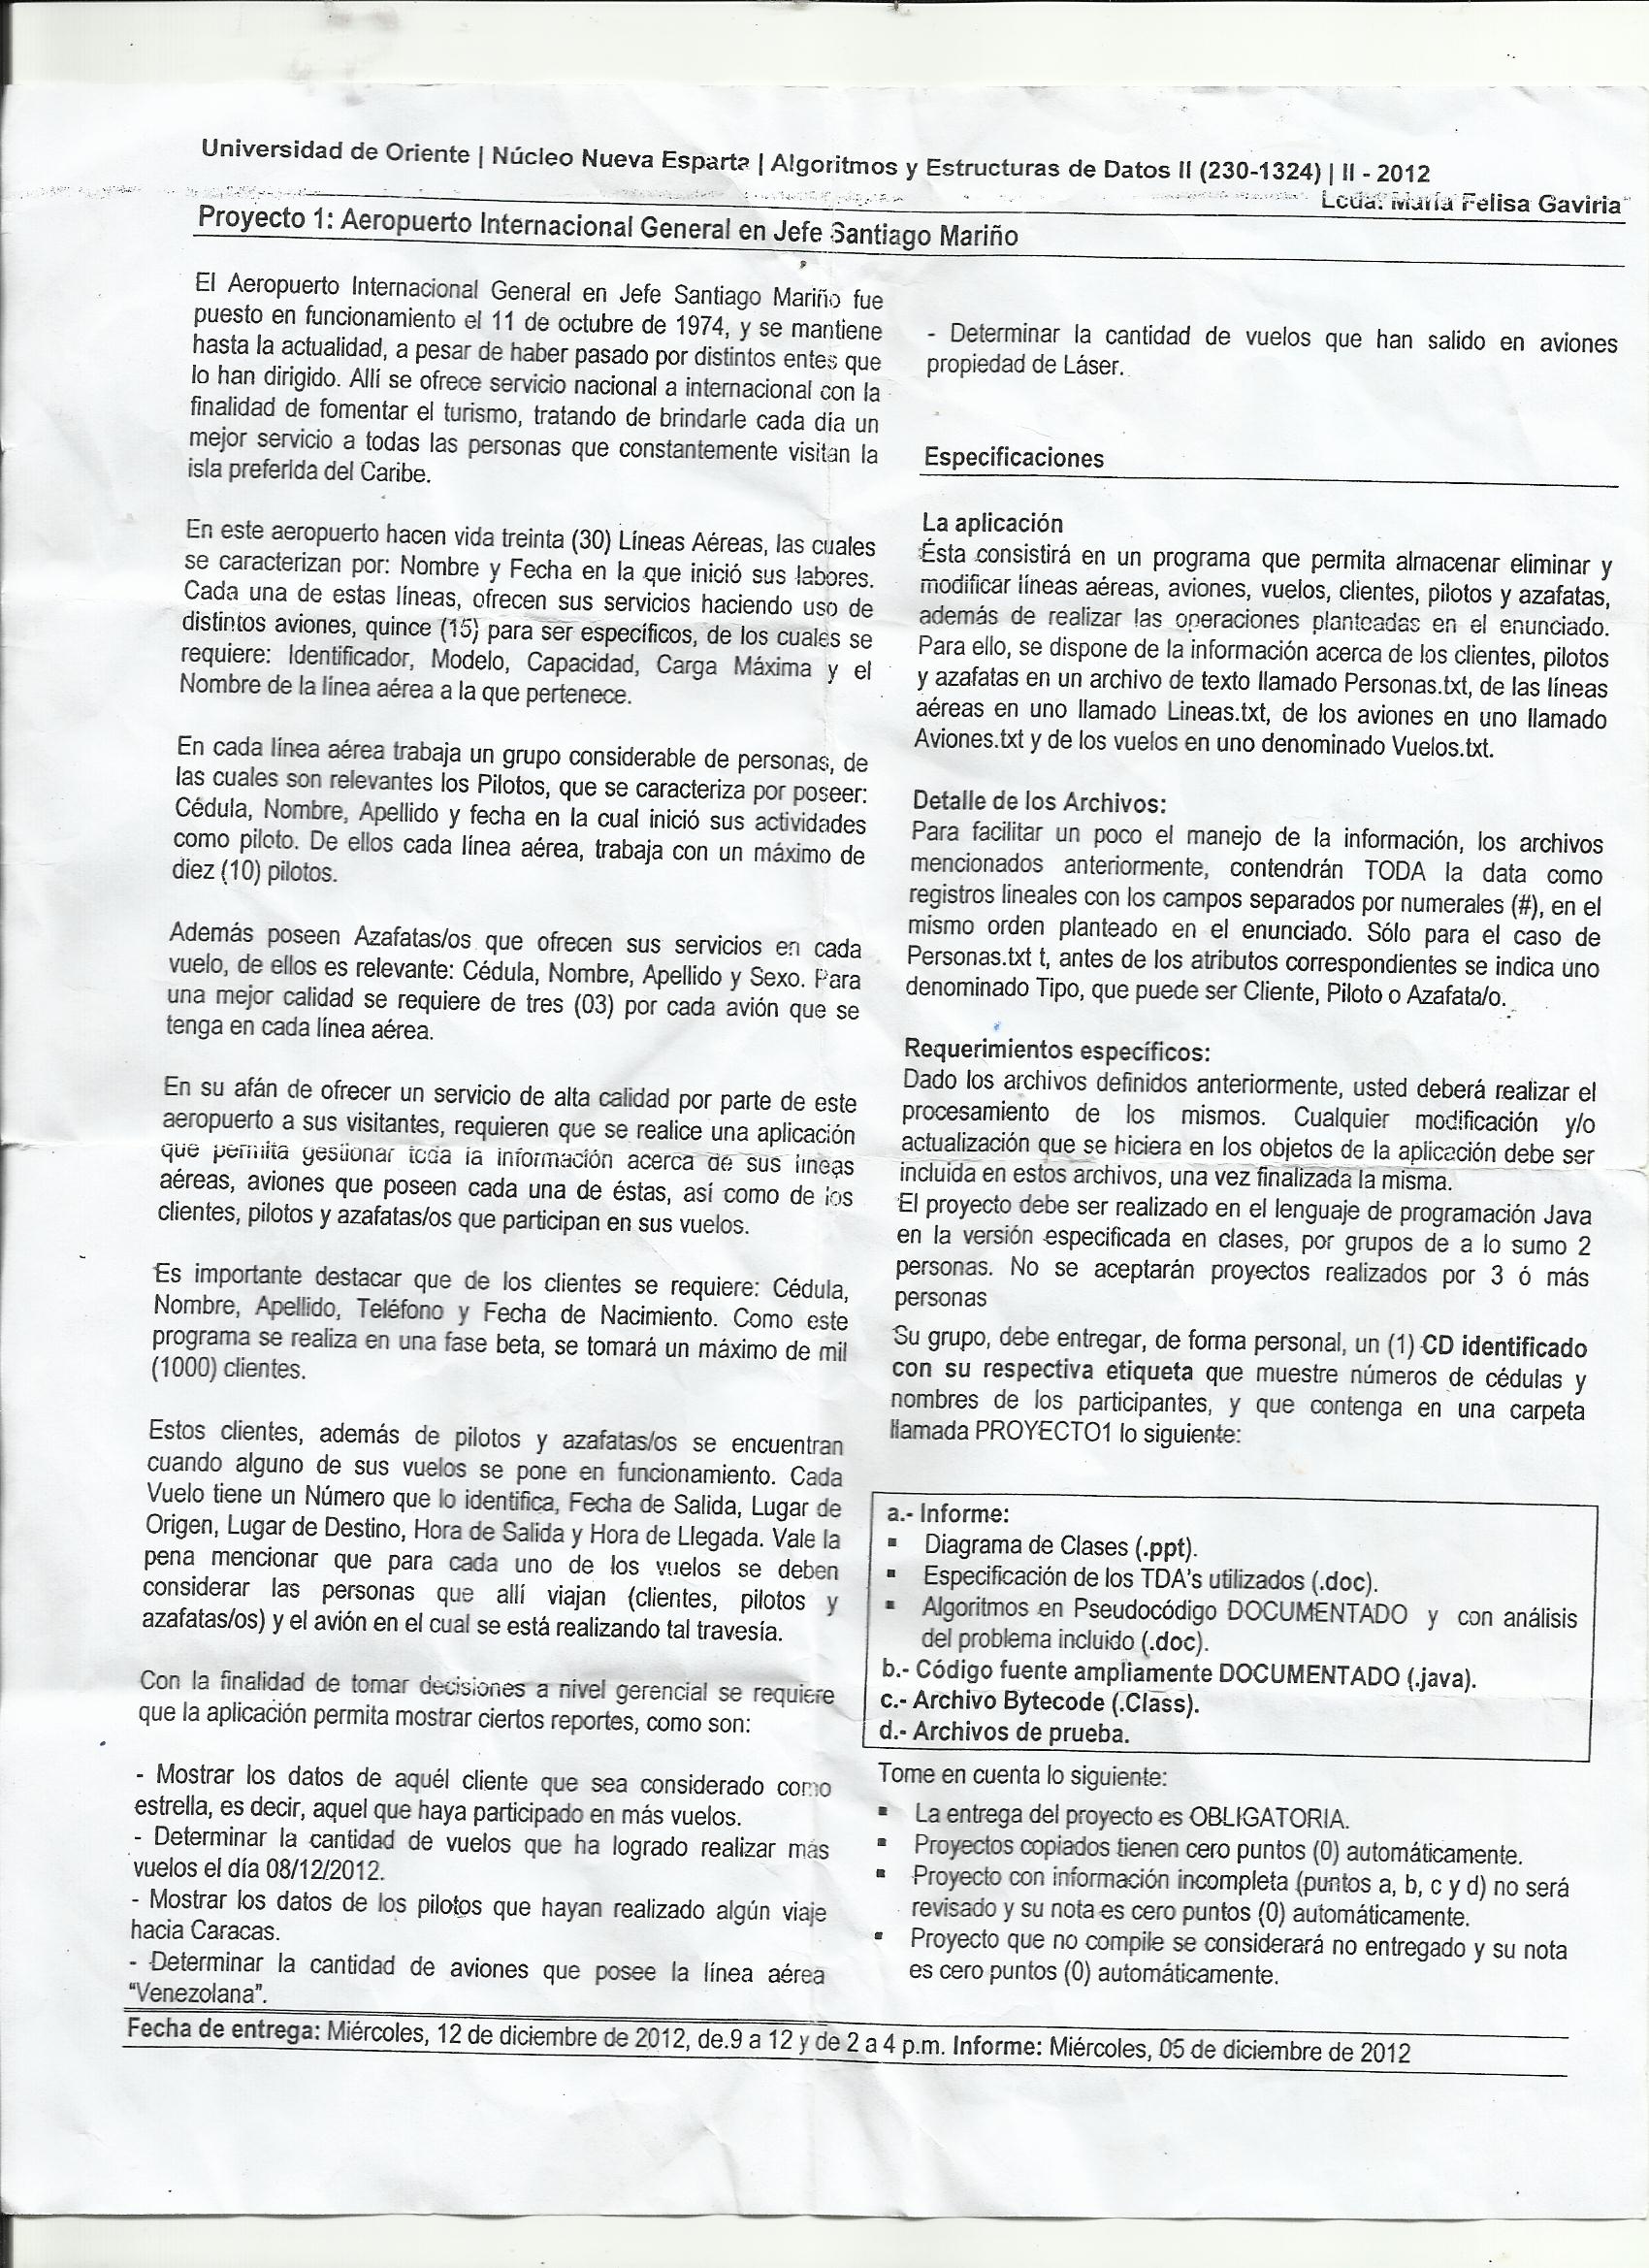 Universidad de Oriente | Núcleo Nueva Esparta | Algoritmos y Estructuras de Datos II (230-1324) | II - 2012
Lcda: María Felisa Gaviria
Proyecto 1: Aeropuerto Internacional General en Jefe Santiago Mariño
El Aeropuerto Internacional General en Jefe Santiago Mariño fue
puesto en funcionamiento el 11 de octubre de 1974, y se mantiene
hasta la actualidad, a pesar de haber pasado por distintos entes que
lo han dirigido. Allí se ofrece servicio nacional a internacional con la
finalidad de fomentar el turismo, tratando de brindarle cada día un
mejor servicio a todas las personas que constantemente visitan la
isla preferida del Caribe.
En este aeropuerto hacen vida treinta (30) Líneas Aéreas, las cuales
se caracterizan por: Nombre y Fecha en la que inició sus labores.
Cada una de estas líneas, ofrecen sus servicios haciendo uso de
distintos aviones, quince (15) para ser específicos, de los cuales se
requiere: Identificador, Modelo, Capacidad, Carga Máxima y el
Nombre de la línea aérea a la que pertenece.
En cada línea aérea trabaja un grupo considerable de personas, de
las cuales son relevantes los Pilotos, que se caracteriza por poseer:
Cédula, Nombre, Apellido y fecha en la cual inició sus actividades
como piloto. De ellos cada línea aérea, trabaja con un máximo de
diez (10) pilotos.
Además poseen Azafatas/os que ofrecen sus servicios en cada
vuelo, de ellos es relevante: Cédula, Nombre, Apellido y Sexo. Para
una mejor calidad se requiere de tres (03) por cada avión que se
tenga en cada línea aérea.
En su afán de ofrecer un servicio de alta calidad por parte de este
aeropuerto a sus visitantes, requieren que se realice una aplicación
que permita gestionar toda la información acerca de sus líneas
aéreas, aviones que poseen cada una de éstas, así como de los
clientes, pilotos y azafatas/os que participan en sus vuelos.
Es importante destacar que de los clientes se requiere: Cédula,
Nombre, Apellido, Teléfono y Fecha de Nacimiento. Como este
programa se realiza en una fase beta, se tomará un máximo de mil
(1000) clientes.
Estos clientes, además de pilotos y azafatas/os se encuentran
cuando alguno de sus vuelos se pone en funcionamiento. Cada
Vuelo tiene un Número que lo identifica, Fecha de Salida, Lugar de
Origen, Lugar de Destino, Hora de Salida y Hora de Llegada. Vale la
pena mencionar que para cada uno de los vuelos se deben
considerar las personas que allí viajan (clientes, pilotos y
azafatas/os) y el avión en el cual se está realizando tal travesía.
Con la finalidad de tomar decisiones a nivel gerencial se requiere
que la aplicación permita mostrar ciertos reportes, como son:
- Mostrar los datos de aquél cliente que sea considerado como
estrella, es decir, aquel que haya participado en más vuelos.
- Determinar la cantidad de vuelos que ha logrado realizar más
vuelos el día 08/12/2012.
- Mostrar los datos de los pilotos que hayan realizado algún viaje
hacia Caracas.
- Determinar la cantidad de aviones que posee la línea aérea
"Venezolana".
- Determinar la cantidad de vuelos que han salido en aviones
propiedad de Láser.
Especificaciones
La aplicación
Ésta consistirá en un programa que permita almacenar eliminar y
modificar líneas aéreas, aviones, vuelos, clientes, pilotos y azafatas,
además de realizar las operaciones planteadas en el enunciado.
Para ello, se dispone de la información acerca de los clientes, pilotos
y azafatas en un archivo de texto llamado Personas.txt, de las líneas
aéreas en uno llamado Lineas.txt, de los aviones en uno llamado
Aviones.txt y de los vuelos en uno denominado Vuelos.txt.
Detalle de los Archivos:
Para facilitar un poco el manejo de la información, los archivos
mencionados anteriormente, contendrán TODA la data como
registros lineales con los campos separados por numerales (#), en el
mismo orden planteado en el enunciado. Sólo para el caso de
Personas.txt t, antes de los atributos correspondientes se indica uno
denominado Tipo, que puede ser Cliente, Piloto o Azafata/o.
Requerimientos específicos:
Dado los archivos definidos anteriormente, usted deberá realizar el
procesamiento de los mismos. Cualquier modificación y/o
actualización que se hiciera en los objetos de la aplicación debe ser
incluida en estos archivos, una vez finalizada la misma.
El proyecto debe ser realizado en el lenguaje de programación Java
en la versión especificada en clases, por grupos de a lo sumo 2
personas. No se aceptarán proyectos realizados por 3 ó más
personas
Su grupo, debe entregar, de forma personal, un (1) CD identificado
con su respectiva etiqueta que muestre números de cédulas y
nombres de los participantes, y que contenga en una carpeta
llamada PROYECTO1 lo siguiente:
a.- Informe:
▪ Diagrama de Clases (.ppt).
▪ Especificación de los TDA's utilizados (.doc).
▪ Algoritmos en Pseudocódigo DOCUMENTADO y con análisis
del problema incluido (.doc).
b.- Código fuente ampliamente DOCUMENTADO (.java).
c.- Archivo Bytecode (.Class).
d.- Archivos de prueba.
Tome en cuenta lo siguiente:
▪ La entrega del proyecto es OBLIGATORIA.
▪ Proyectos copiados tienen cero puntos (0) automáticamente.
▪ Proyecto con información incompleta (puntos a, b, c y d) no será
revisado y su nota es cero puntos (0) automáticamente.
▪ Proyecto que no compile se considerará no entregado y su nota
es cero puntos (0) automáticamente.
Fecha de entrega: Miércoles, 12 de diciembre de 2012, de.9 a 12 y de 2 a 4 p.m. Informe: Miércoles, 05 de diciembre de 2012